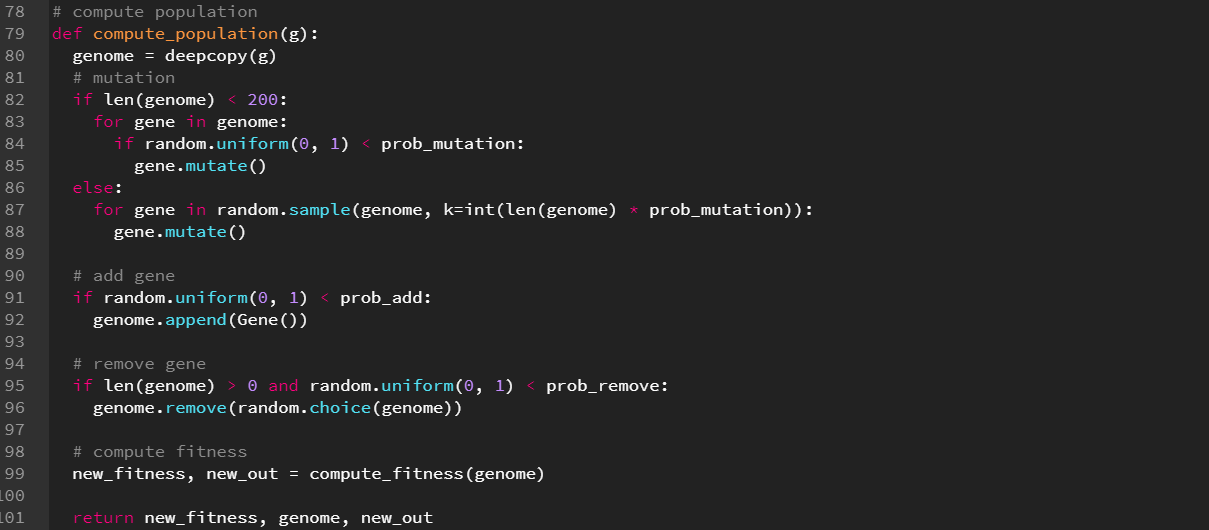 78 # compute population
79 def compute_population(g):
80   genome = deepcopy(g)
81   # mutation
82   if len(genome) < 200:
83     for gene in genome:
84       if random.uniform(0, 1) < prob_mutation:
85         gene.mutate()
86   else:
87     for gene in random.sample(genome, k=int(len(genome) * prob_mutation)):
88       gene.mutate()
89
90   # add gene
91   if random.uniform(0, 1) < prob_add:
92     genome.append(Gene())
93
94   # remove gene
95   if len(genome) > 0 and random.uniform(0, 1) < prob_remove:
96     genome.remove(random.choice(genome))
97
98   # compute fitness
99   new_fitness, new_out = compute_fitness(genome)
100
101   return new_fitness, genome, new_out